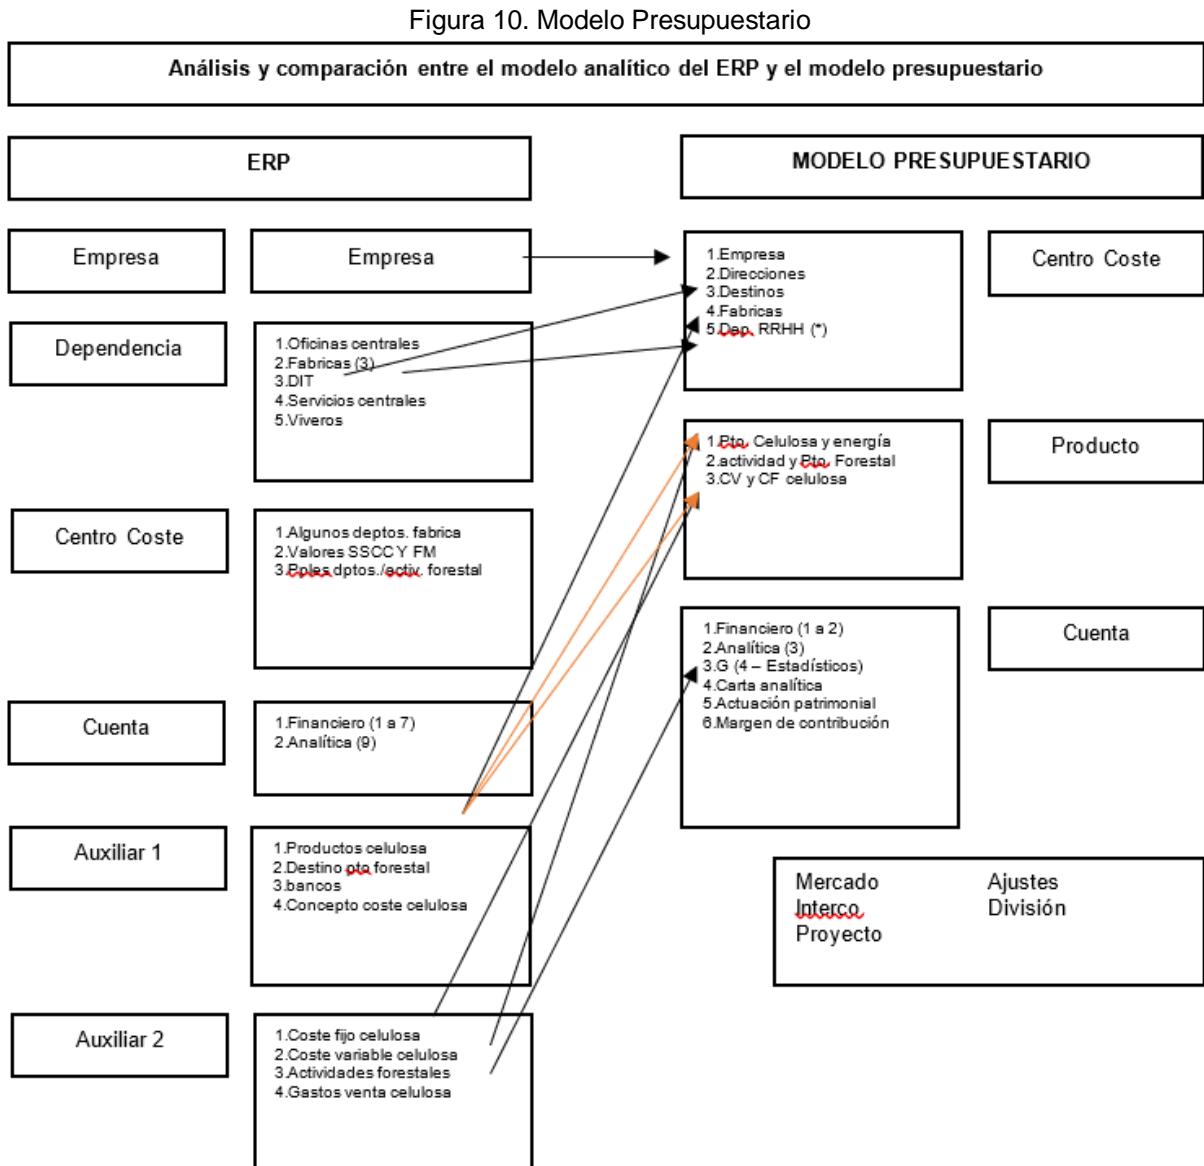 Figura 10. Modelo Presupuestario
Análisis y comparación entre el modelo analítico del ERP y el modelo presupuestario
ERP
MODELO PRESUPUESTARIO
Empresa
Empresa
1.Empresa
2.Direcciones
3.Destinos
4.Fabricas
5.Dep. RRHH (*)
Centro Coste
Dependencia
1.Oficinas centrales
2.Fabricas (3)
3.DIT
4.Servicios centrales
5.Viveros
1.Pto. Celulosa y energía
2.actividad y Pto. Forestal
3.CV y CF celulosa
Producto
Centro Coste
1.Algunos deptos. fabrica
2.Valores SSCC Y FM
3.Pples dptos./activ. forestal
1.Financiero (1 a 2)
2.Analítica (3)
3.G (4 – Estadísticos)
4.Carta analítica
5.Actuación patrimonial
6.Margen de contribución
Cuenta
Cuenta
1.Financiero (1 a 7)
2.Analítica (9)
Auxiliar 1
1.Productos celulosa
2.Destino pto forestal
3.bancos
4.Concepto coste celulosa
Mercado Ajustes
Interco. División
Proyecto
Auxiliar 2
1.Coste fijo celulosa
2.Coste variable celulosa
3.Actividades forestales
4.Gastos venta celulosa